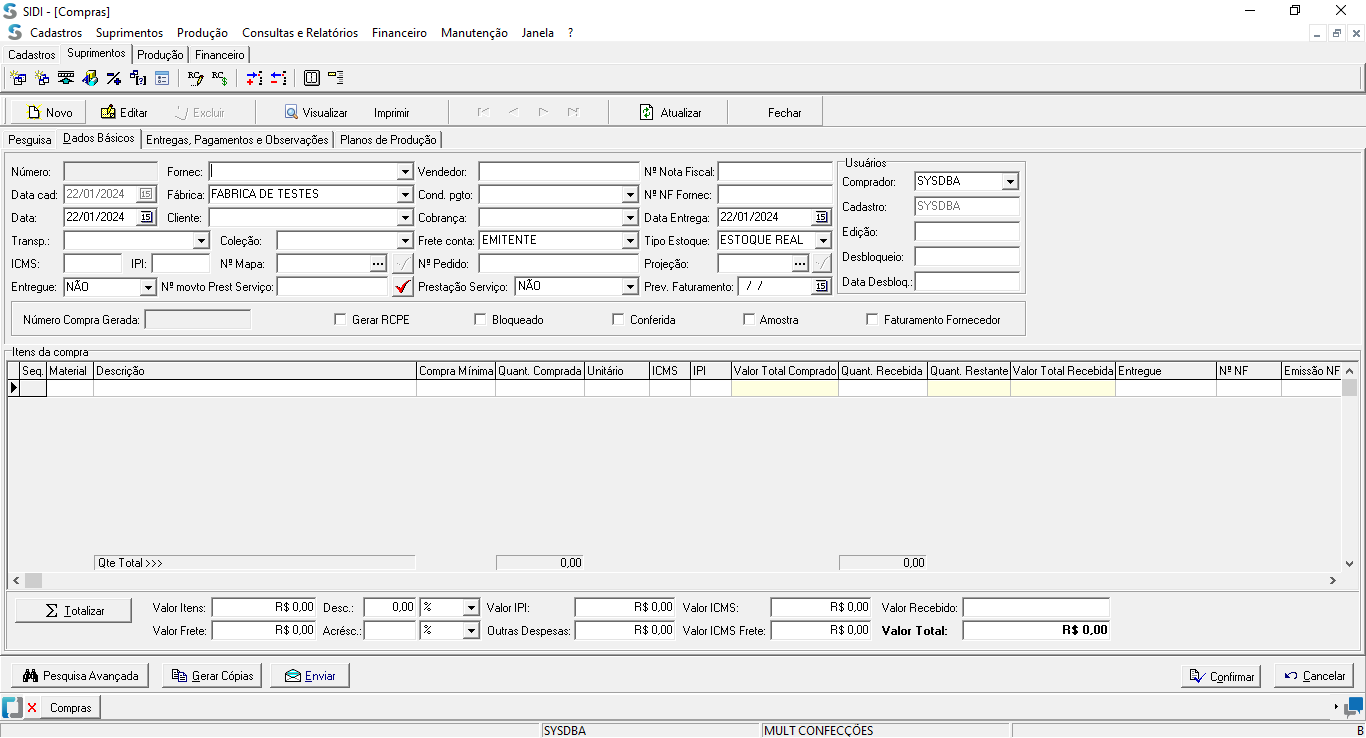 SIDI - [Compras]
Cadastros Suprimentos Produção Consultas e Relatórios Financeiro Manutenção Janela ?
Cadastros Suprimentos Produção Financeiro
Novo Editar Excluir Visualizar Imprimir Atualizar Fechar
Pesquisa Dados Básicos Entregas, Pagamentos e Observações Planos de Produção
Número: Fornec: Vendedor: Nº Nota Fiscal: Usuários
Comprador: SYSDBA
Data cad: 22/01/2024 15 Fábrica: FABRICA DE TESTES Cond. pgto: Nº NF Fornec:
Cadastro: SYSDBA
Data: 22/01/2024 15 Cliente: Cobrança: Data Entrega: 22/01/2024 15
Edição:
Transp.: Coleção: Frete conta: EMITENTE Tipo Estoque: ESTOQUE REAL
Desbloqueio:
ICMS: IPI: Nº Mapa: ... Nº Pedido: Projeção: ...
Data Desbloq.:
Entregue: NÃO Nº movto Prest Serviço: Prestação Serviço: NÃO Prev. Faturamento: / / 15
Número Compra Gerada: Gerar RCPE Bloqueado Conferida Amostra Faturamento Fornecedor
Itens da compra
Seq. Material Descrição Compra Mínima Quant. Comprada Unitário ICMS IPI Valor Total Comprado Quant. Recebida Quant. Restante Valor Total Recebida Entregue Nº NF Emissão NF
Qte Total >>> 0,00 0,00
Totalizar Valor Itens: R$ 0,00 Desc.: 0,00 % Valor IPI: R$ 0,00 Valor ICMS: R$ 0,00 Valor Recebido:
Valor Frete: R$ 0,00 Acrésc.: % Outras Despesas: R$ 0,00 Valor ICMS Frete: R$ 0,00 Valor Total: R$ 0,00
Pesquisa Avançada Gerar Cópias Enviar Confirmar Cancelar
Compras
SYSDBA MULT CONFECÇÕES B